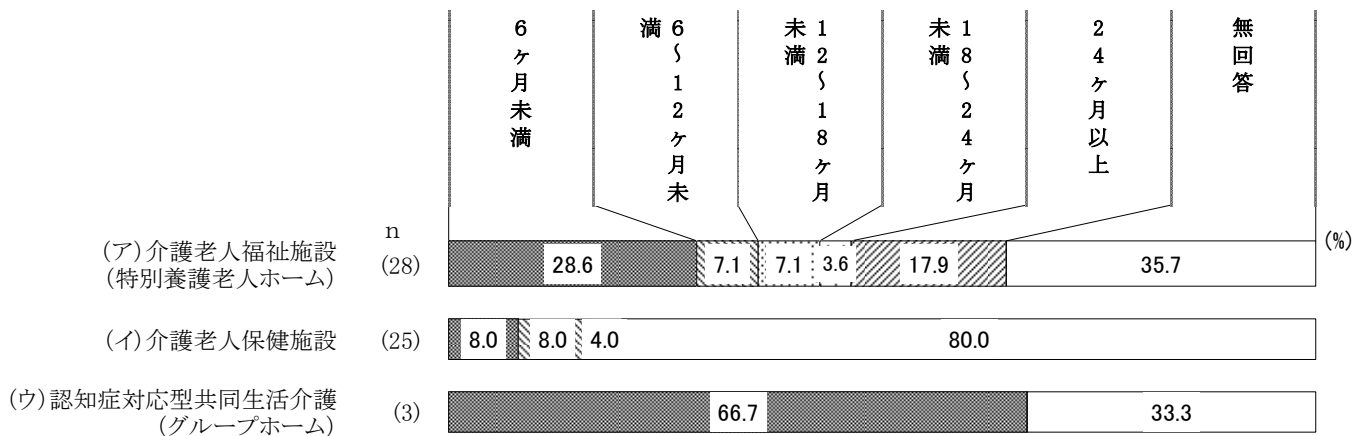 6ヶ月未満
6～12ヶ月未満
12～18ヶ月未満
18～24ヶ月未満
24ヶ月以上
無回答
n
(%)
(ア)介護老人福祉施設
(特別養護老人ホーム)
(28)
28.6
7.1
7.1
3.6
17.9
35.7
(イ)介護老人保健施設
(25)
8.0
8.0
4.0
80.0
(ウ)認知症対応型共同生活介護
(グループホーム)
(3)
66.7
33.3